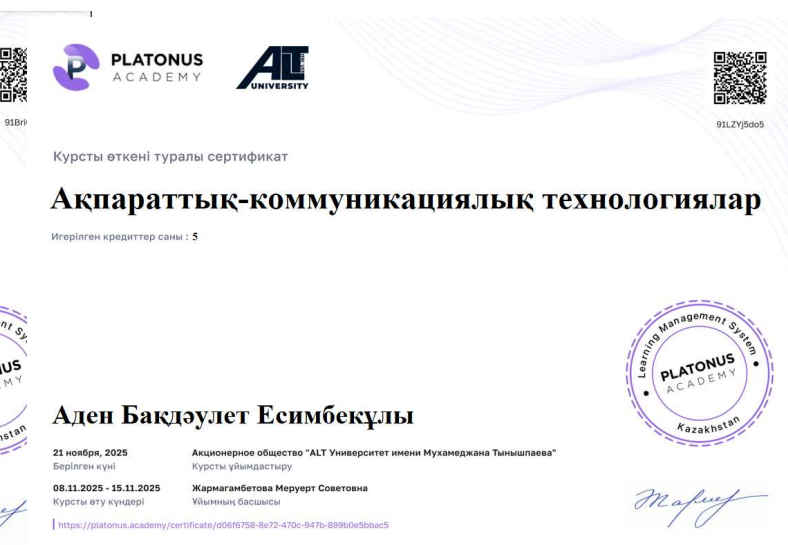 PLATONUS
ACADEMY
ALT
UNIVERSITY
91LZYj5do5
Курсты өткені туралы сертификат
Ақпараттық-коммуникациялық технологиялар
Игерілген кредиттер саны : 5
Learning Management System
PLATONUS
ACADEMY
Kazakhstan
Аден Бақдәулет Есимбекұлы
21 ноября, 2025
Акционерное общество "ALT Университет имени Мухамеджана Тынышпаева"
Берілген күні
Курсты ұйымдастыру
08.11.2025 - 15.11.2025
Жармагамбетова Меруерт Советовна
Курсты өту күндері
Ұйымның басшысы
https://platonus.academy/certificate/d06f6758-8e72-470c-947b-899b0e5bbac5